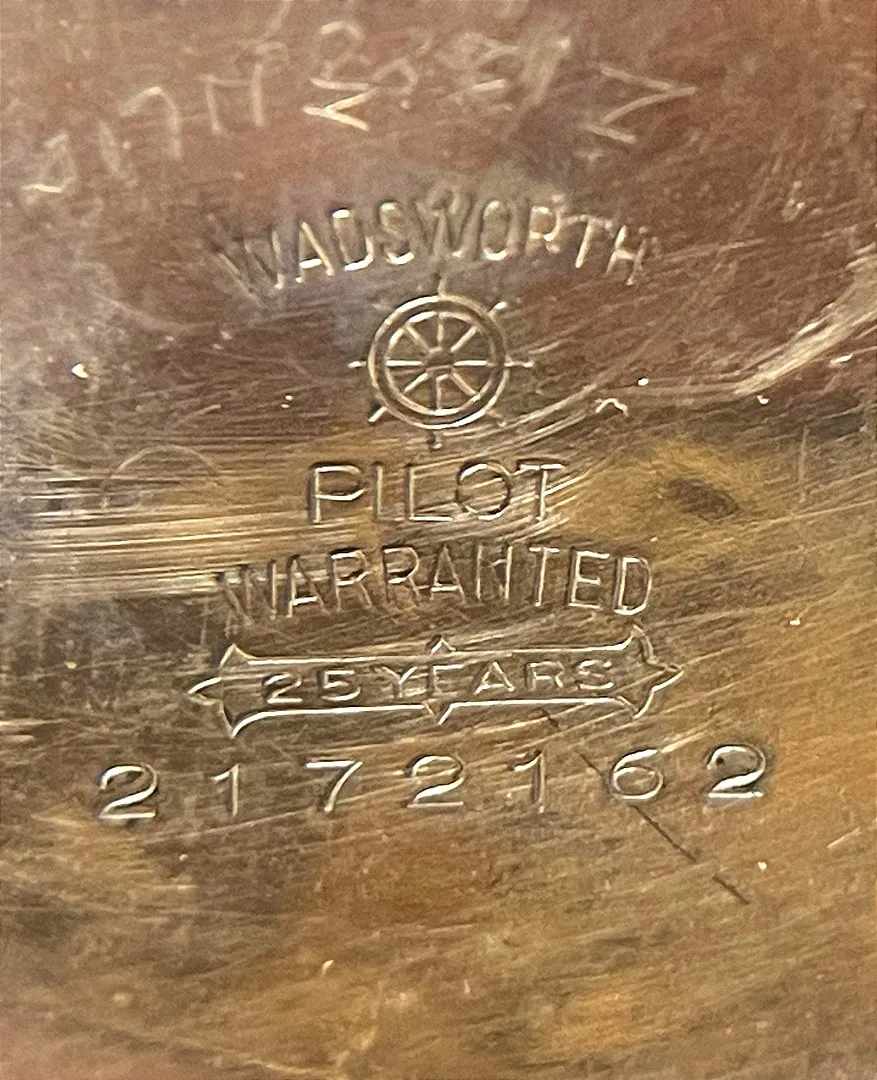 WADSWORTH
PILOT
WARRANTED
25 YEARS
2172162